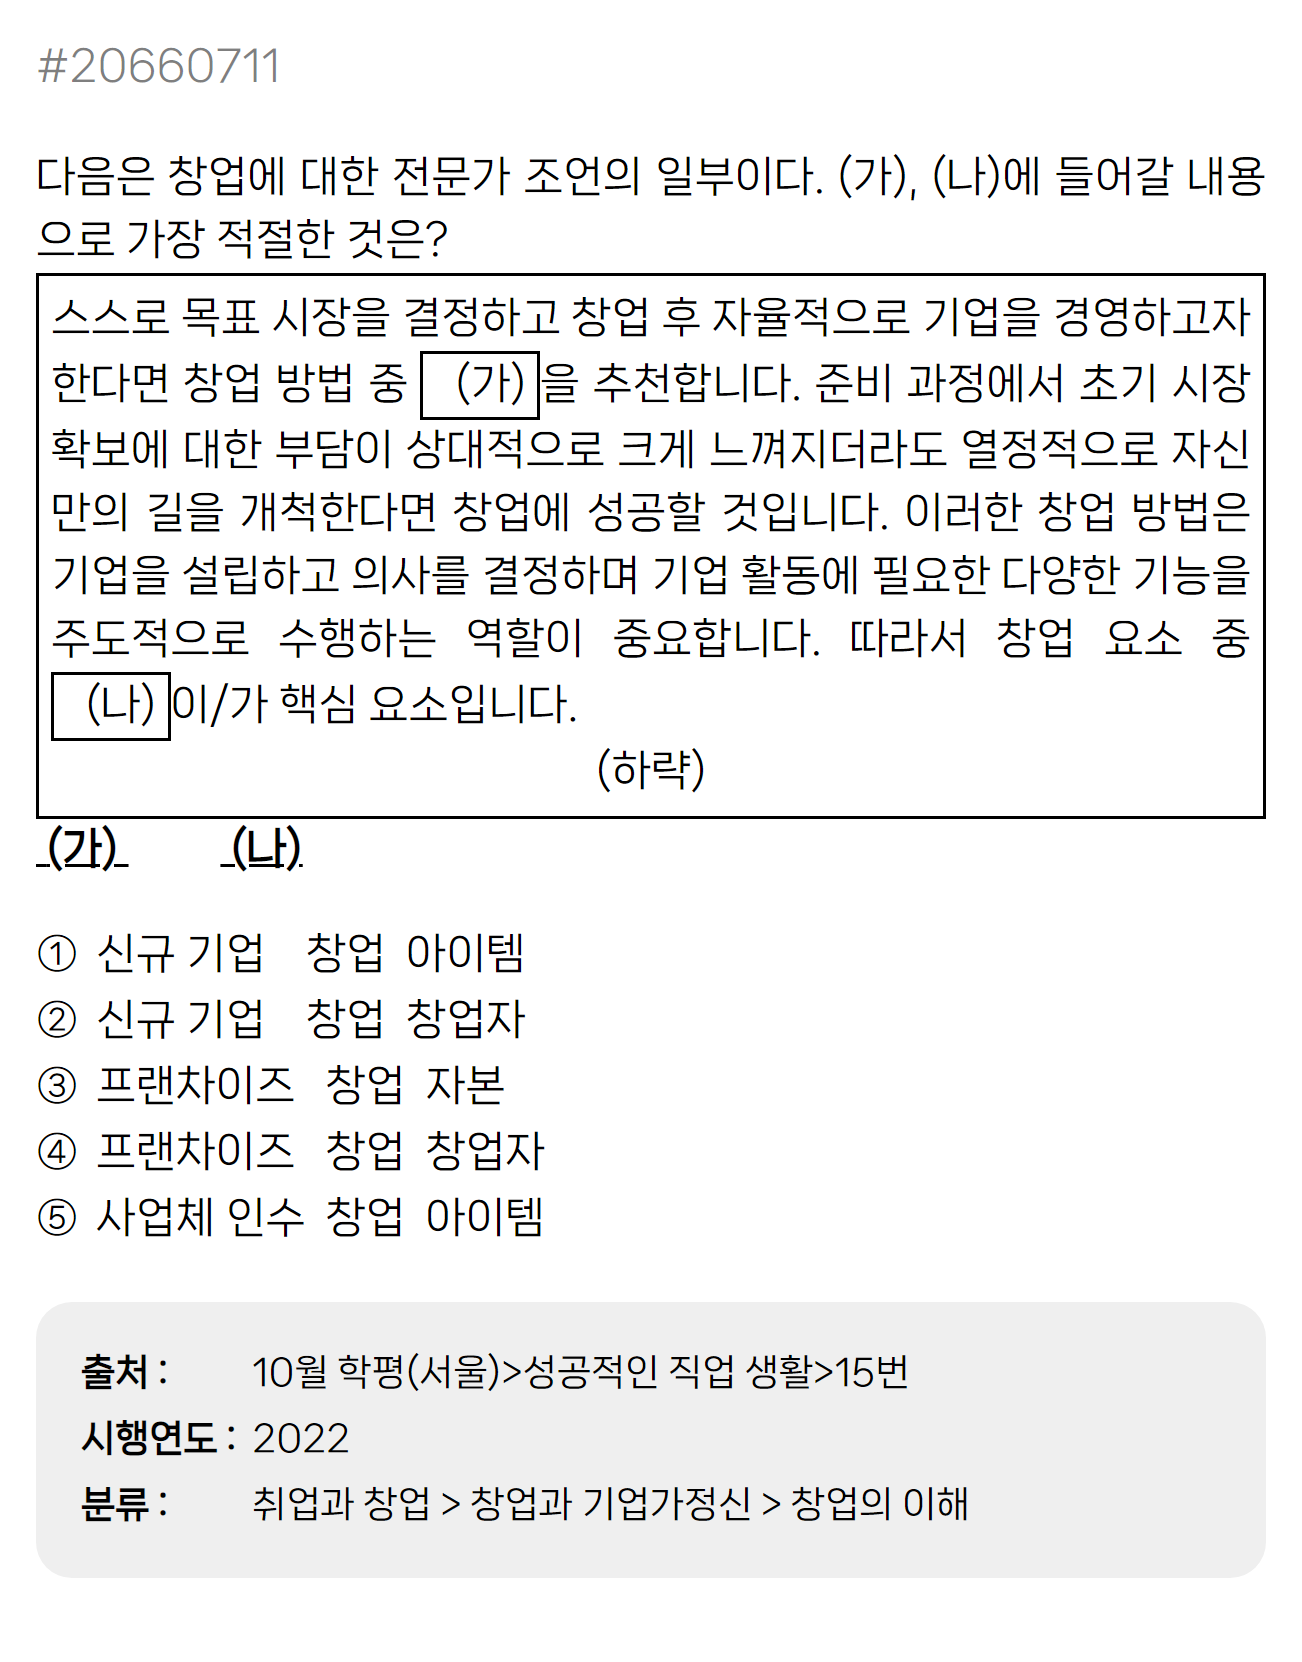 #20660711
다음은 창업에 대한 전문가 조언의 일부이다. (가), (나)에 들어갈 내용
으로 가장 적절한 것은?
스스로 목표 시장을 결정하고 창업 후 자율적으로 기업을 경영하고자
한다면 창업 방법 중 (가) 을 추천합니다. 준비 과정에서 초기 시장
확보에 대한 부담이 상대적으로 크게 느껴지더라도 열정적으로 자신
만의 길을 개척한다면 창업에 성공할 것입니다. 이러한 창업 방법은
기업을 설립하고 의사를 결정하며 기업 활동에 필요한 다양한 기능을
주도적으로 수행하는 역할이 중요합니다. 따라서 창업 요소 중
(나) 이/가 핵심 요소입니다.
(하략)
(가) (나)
① 신규 기업 창업 아이템
② 신규 기업 창업 창업자
③ 프랜차이즈 창업 자본
④ 프랜차이즈 창업 창업자
⑤ 사업체 인수 창업 아이템
출처 : 10월 학평(서울)>성공적인 직업 생활>15번
시행연도 : 2022
분류 : 취업과 창업 > 창업과 기업가정신 > 창업의 이해